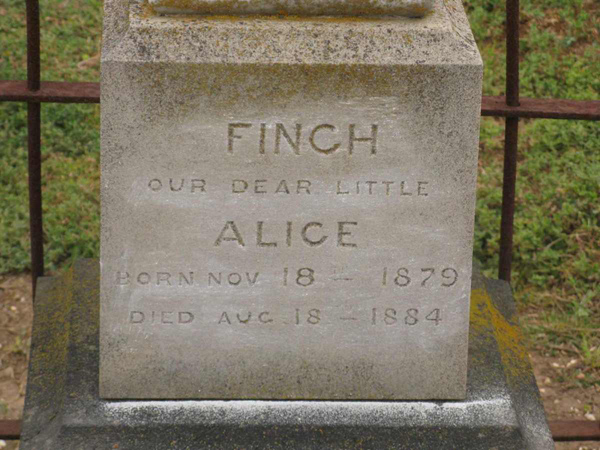 FINCH
OUR DEAR LITTLE
ALICE
BORN NOV 18 – 1879
DIED AUG 18 – 1884